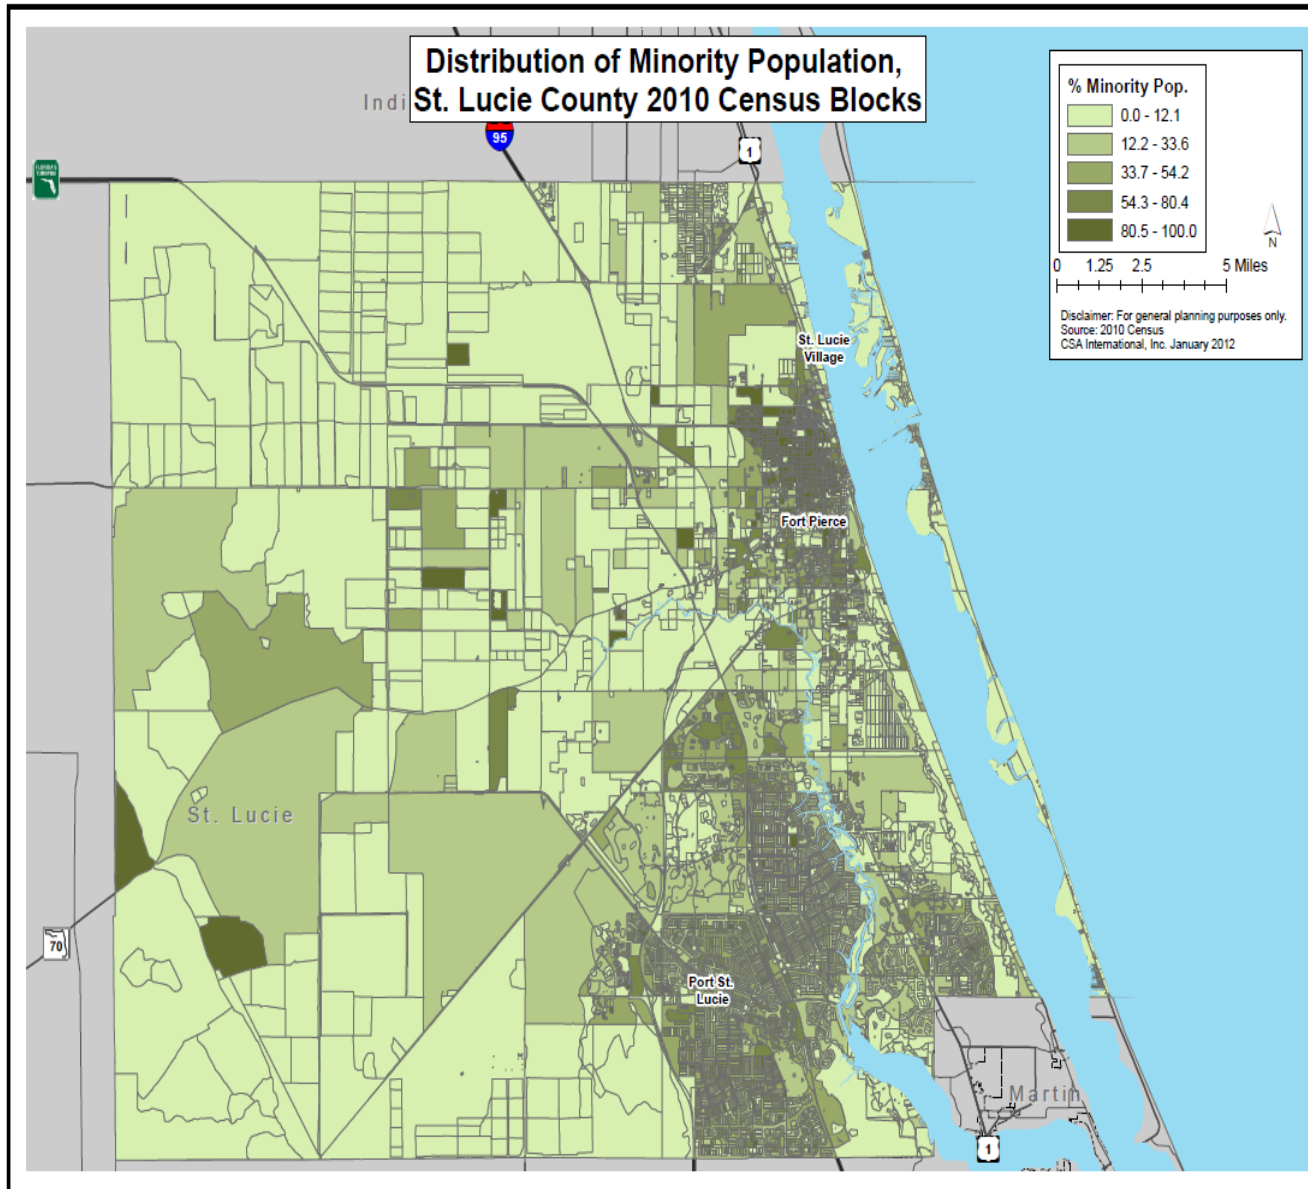 Distribution of Minority Population,
St. Lucie County 2010 Census Blocks
Indi
95
1
% Minority Pop.
0.0 - 12.1
12.2 - 33.6
33.7 - 54.2
54.3 - 80.4
80.5 - 100.0
N
0 1.25 2.5 5 Miles
Disclaimer: For general planning purposes only.
Source: 2010 Census
CSA International, Inc. January 2012
St. Lucie
Village
Fort Pierce
St. Lucie
70
Port St.
Lucie
Martin
1